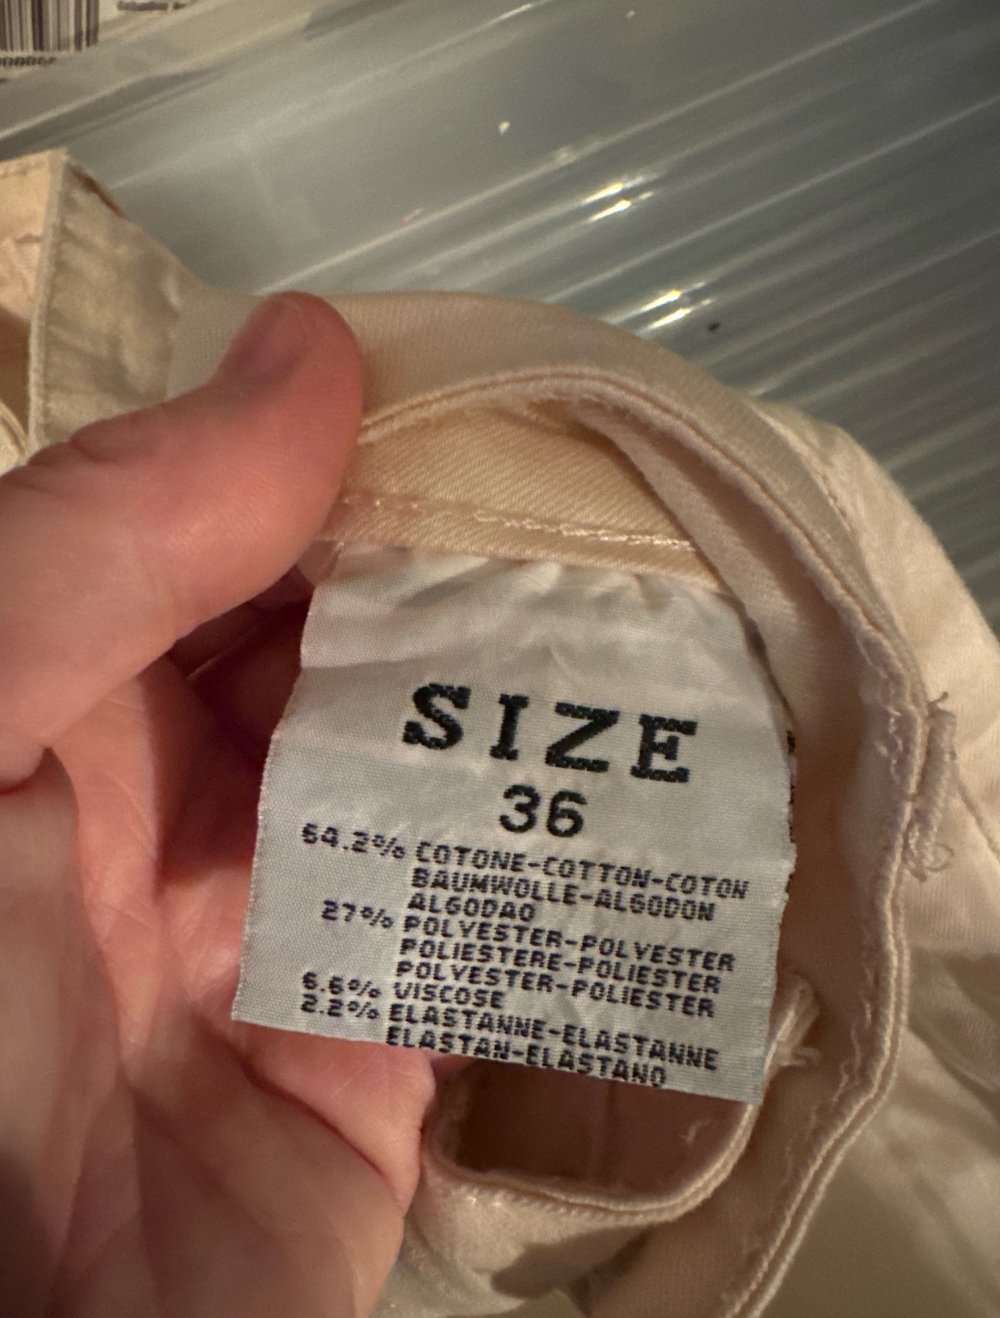 SIZE
36
64.2% COTONE-COTTON-COTON
BAUMWOLLE-ALGODON
ALGODAO
27% POLYESTER-POLYESTER
POLIESTERE-POLIESTER
POLYESTER-POLIESTER
6.6% VISCOSE
2.2% ELASTANNE-ELASTANNE
ELASTAN-ELASTANO